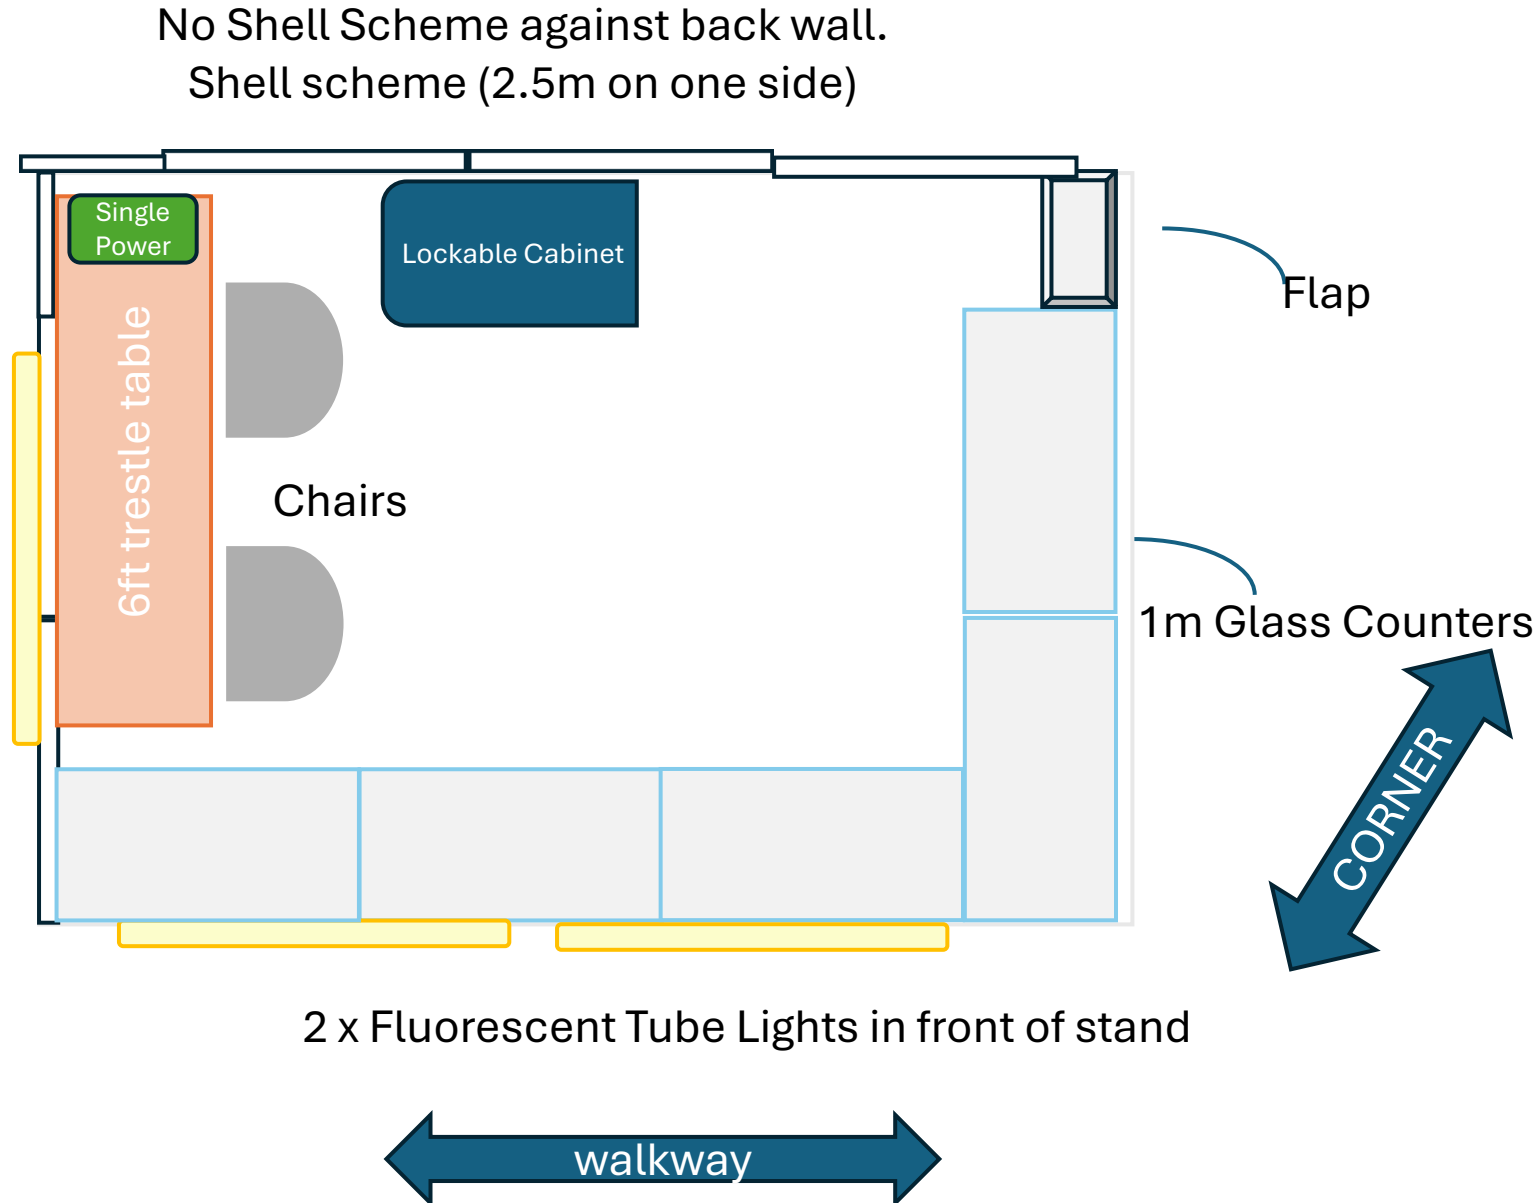 No Shell Scheme against back wall.
Shell scheme (2.5m on one side)
Single
Power
Lockable Cabinet
Flap
6ft trestle table
Chairs
1m Glass Counters
CORNER
2 x Fluorescent Tube Lights in front of stand
walkway